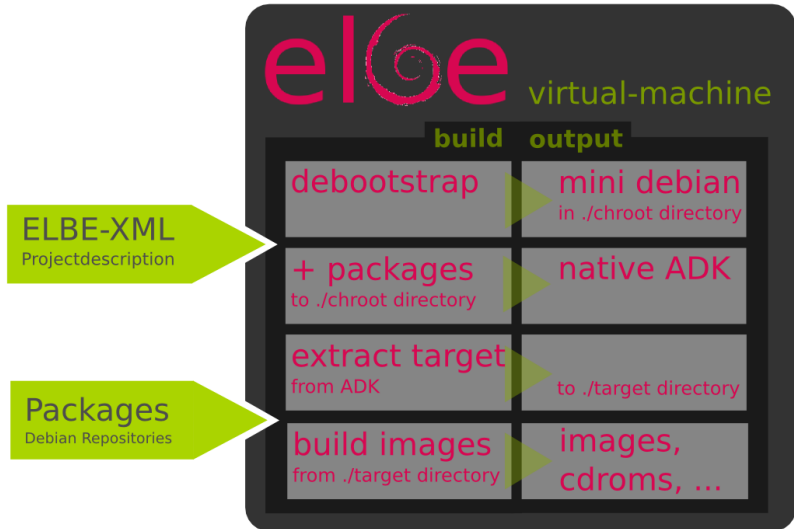 elbe virtual-machine
build output
ELBE-XML
Projectdescription
Packages
Debian Repositories
debootstrap
mini debian
in ./chroot directory
+ packages
to ./chroot directory
native ADK
extract target
from ADK
to ./target directory
build images
from ./target directory
images,
cdroms, ...